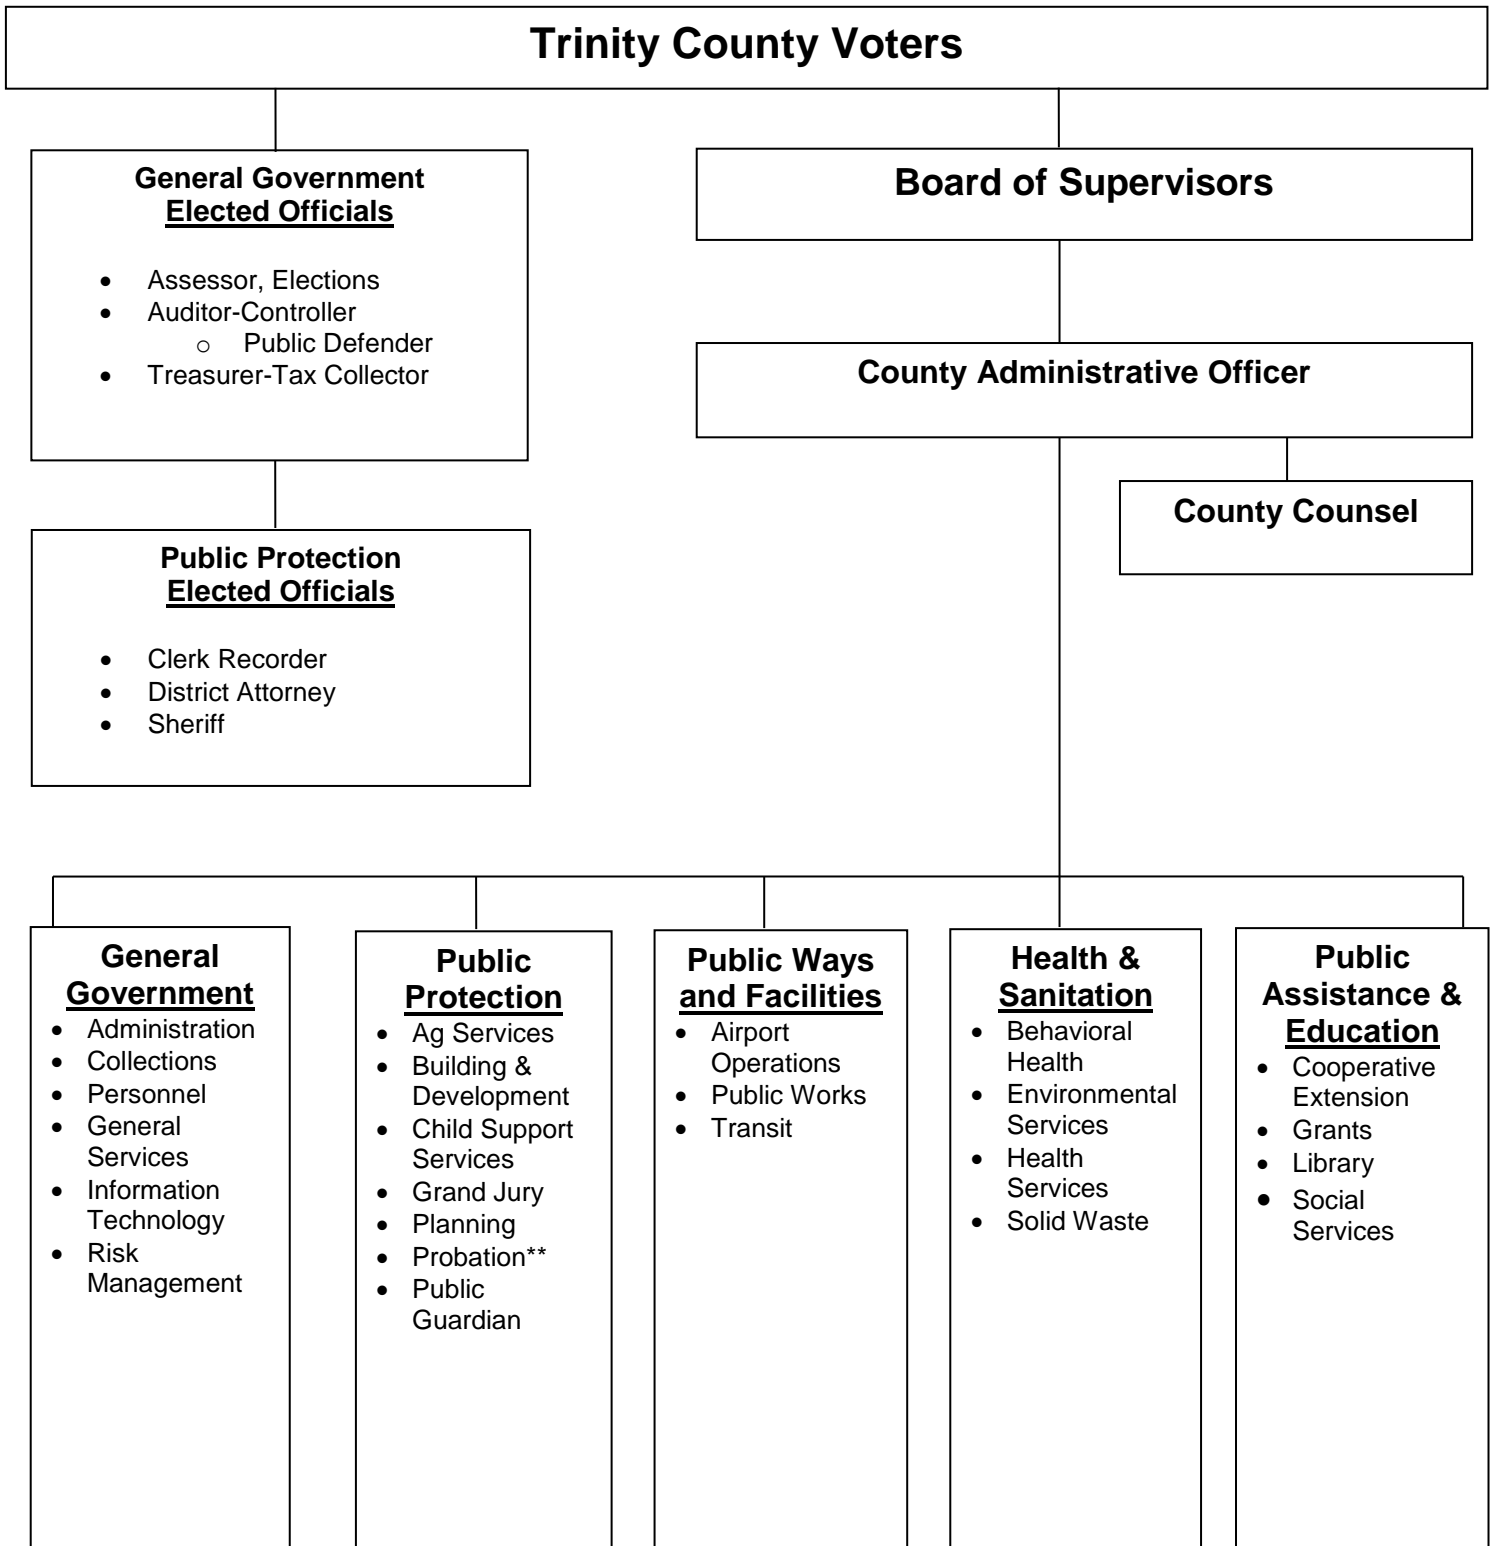 Trinity County Voters
General Government
Elected Officials
• Assessor, Elections
• Auditor-Controller
o Public Defender
• Treasurer-Tax Collector
Board of Supervisors
County Administrative Officer
County Counsel
Public Protection
Elected Officials
• Clerk Recorder
• District Attorney
• Sheriff
General
Government
• Administration
• Collections
• Personnel
• General
Services
• Information
Technology
• Risk
Management
Public
Protection
• Ag Services
• Building &
Development
• Child Support
Services
• Grand Jury
• Planning
• Probation**
• Public
Guardian
Public Ways
and Facilities
• Airport
Operations
• Public Works
• Transit
Health &
Sanitation
• Behavioral
Health
• Environmental
Services
• Health
Services
• Solid Waste
Public
Assistance &
Education
• Cooperative
Extension
• Grants
• Library
• Social
Services